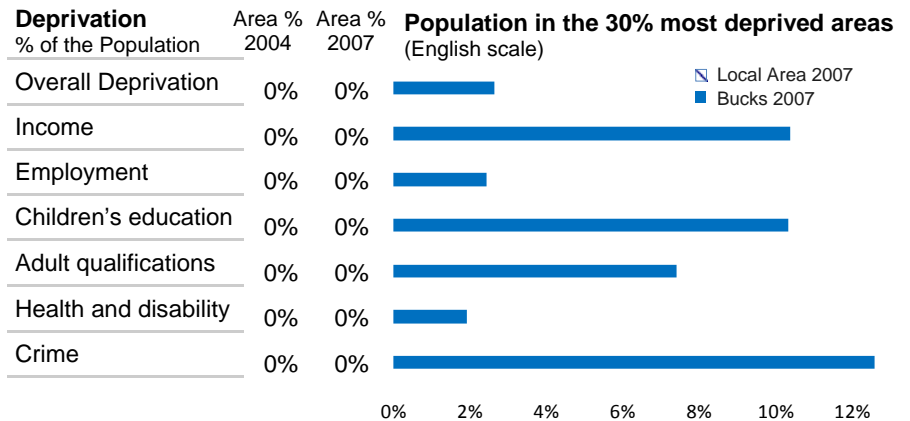 Deprivation Area % Area % Population in the 30% most deprived areas
% of the Population 2004 2007 (English scale)
Local Area 2007
Bucks 2007
Overall Deprivation 0% 0%
Income 0% 0%
Employment 0% 0%
Children's education 0% 0%
Adult qualifications 0% 0%
Health and disability 0% 0%
Crime 0% 0%
0% 2% 4% 6% 8% 10% 12%